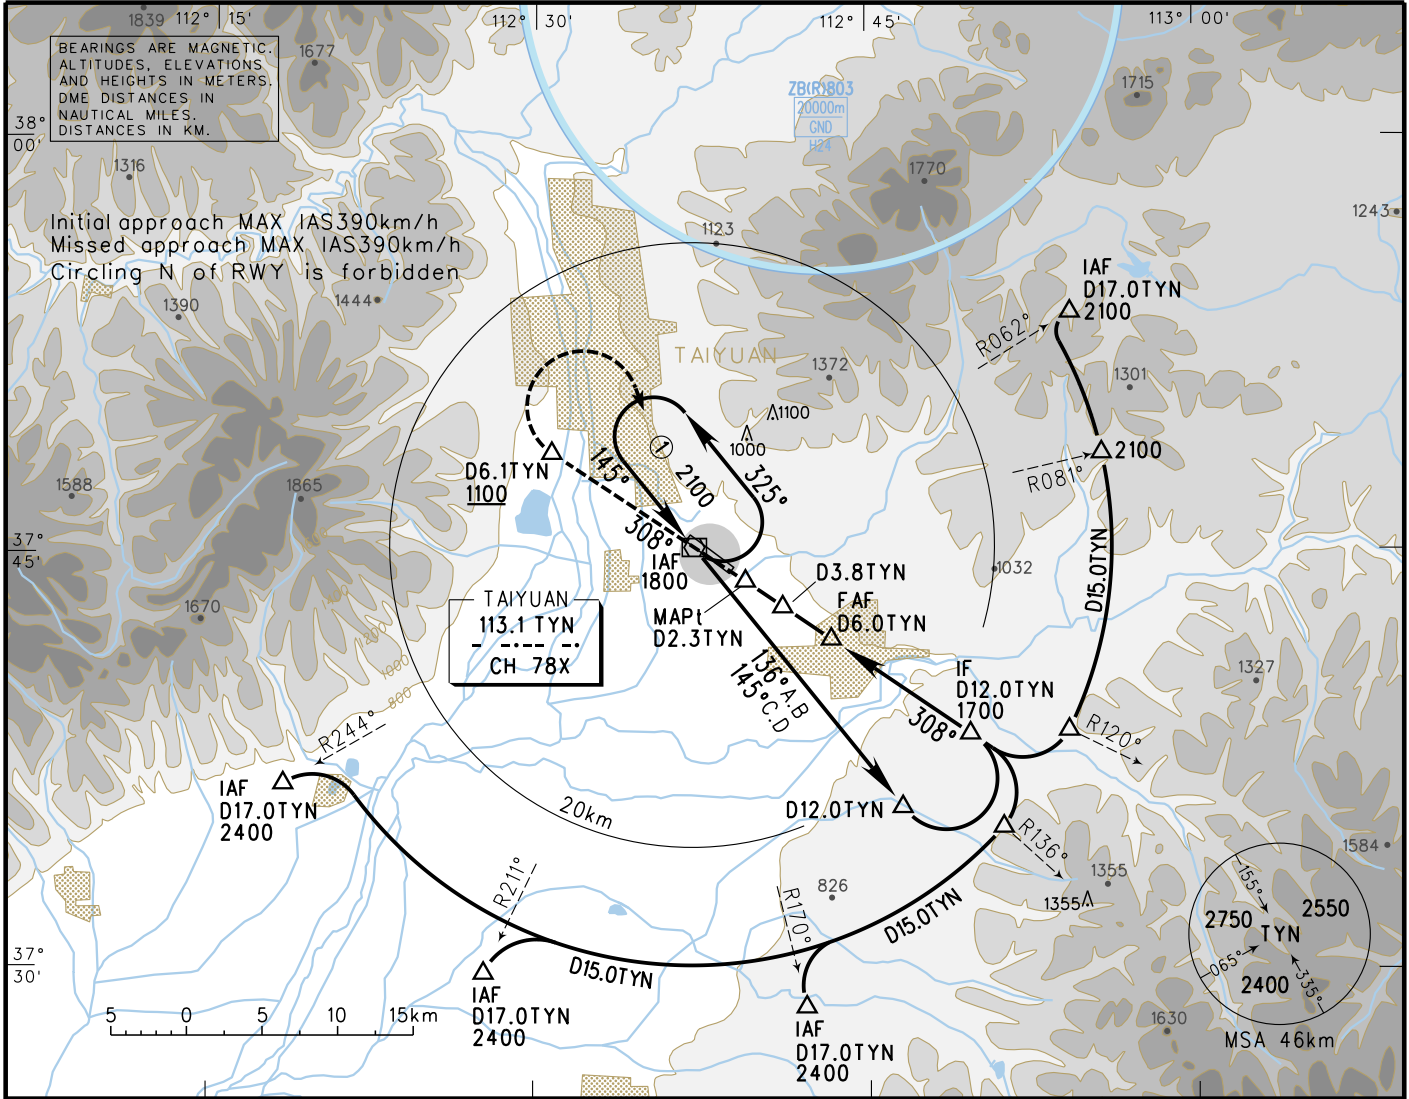 1839
112° 15'
112° 30'
112° 45'
113° 00'
BEARINGS ARE MAGNETIC.
ALTITUDES, ELEVATIONS
AND HEIGHTS IN METERS.
DME DISTANCES IN
NAUTICAL MILES.
DISTANCES IN KM.
1677
ZB(R)803
20000m
GND
H24
1715
38°
00'
1316
1770
Initial approach MAX IAS390km/h
Missed approach MAX IAS390km/h
Circling N of RWY is forbidden
1243
1123
IAF
D17.0TYN
2100
1390
1444
R062°
TAIYUAN
1372
1301
1100
1000
2100
R081°
D6.1TYN
1100
145°
1
2100
325°
1588
1865
308°
37°
45'
IAF
1800
1032
D3.8TYN
D15.0TYN
TAIYUAN
113.1 TYN
CH 78X
MAPt
D2.3TYN
FAF
D6.0TYN
1400
1200
1000
800
1670
136°A.B
145°C.D
IF
D12.0TYN
1700
308°
1327
R244°
R120°
IAF
D17.0TYN
2400
20km
D12.0TYN
R136°
1584
R211°
R170°
826
1355
1355
D15.0TYN
155°
2750
2550
TYN
065°
2400
335°
MSA 46km
37°
30'
D15.0TYN
IAF
D17.0TYN
2400
IAF
D17.0TYN
2400
1630
5 0 5 10 15km